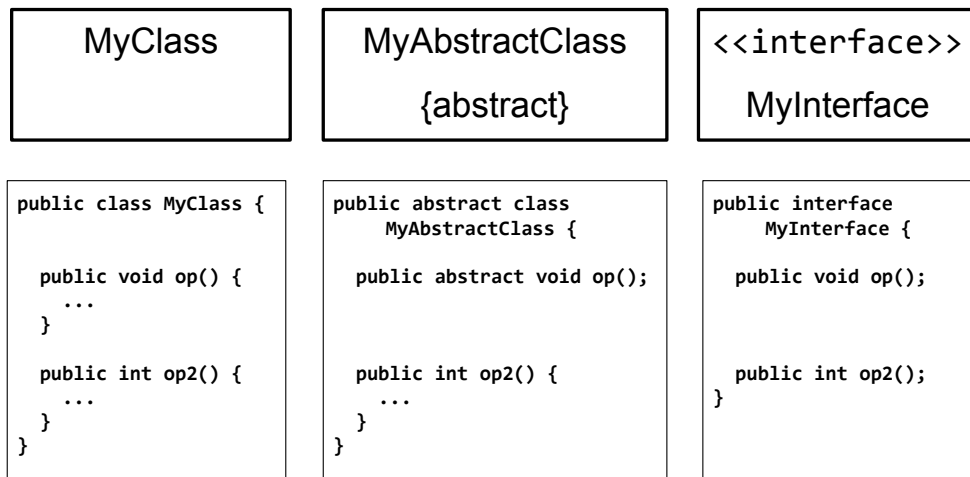 MyClass
MyAbstractClass
{abstract}
<<interface>>
MyInterface
public class MyClass {
public void op() {
...
}
public int op2() {
...
}
}
public abstract class
MyAbstractClass {
public abstract void op();
public int op2() {
...
}
}
public interface
MyInterface {
public void op();
public int op2();
}